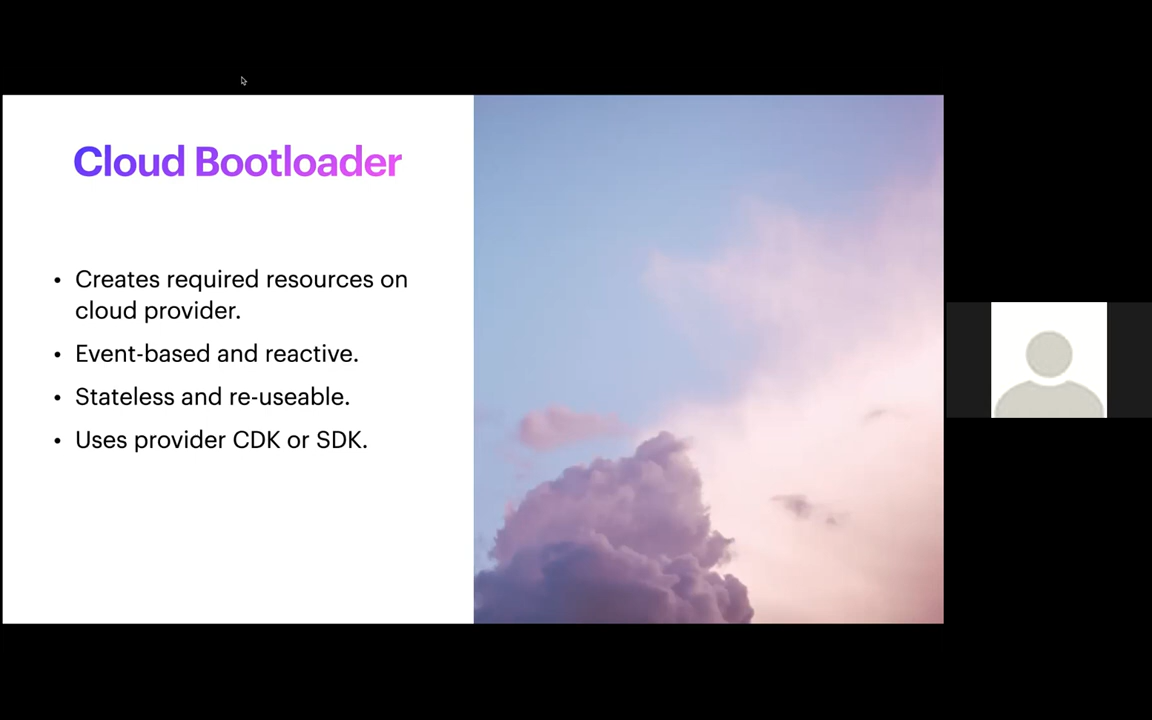 Cloud Bootloader
• Creates required resources on
cloud provider.
• Event-based and reactive.
• Stateless and re-useable.
• Uses provider CDK or SDK.